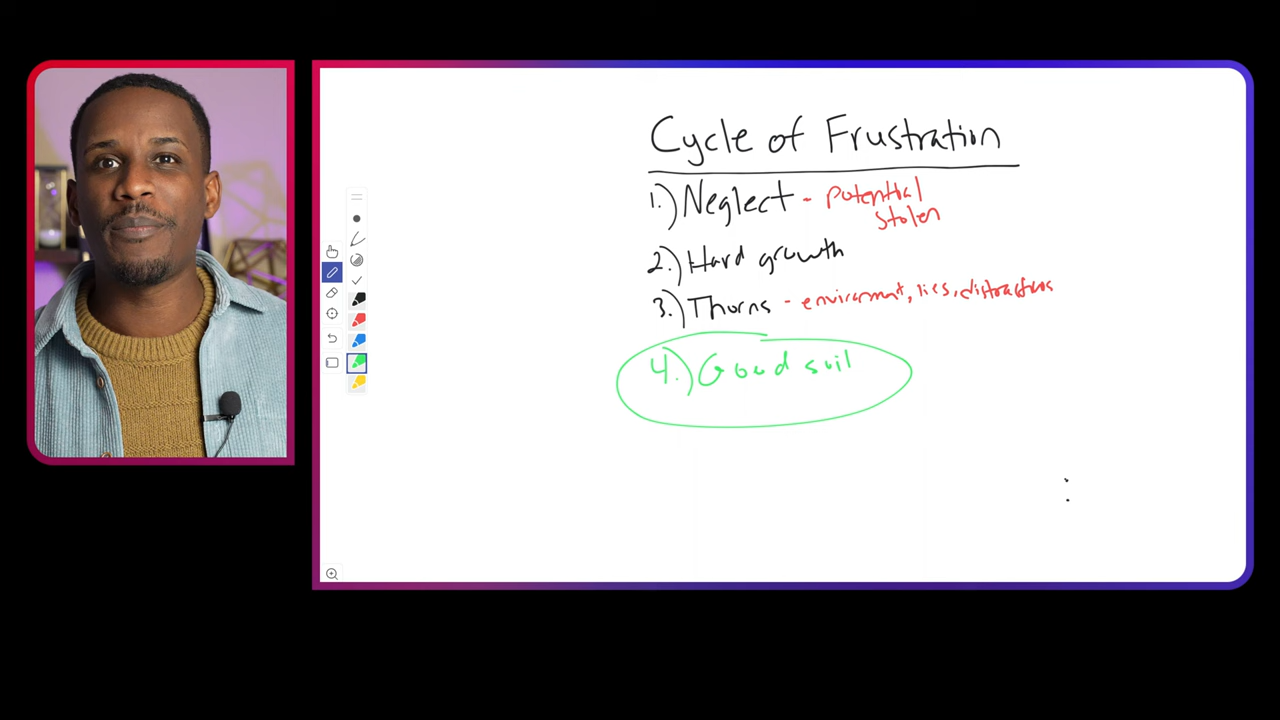 Cycle of Frustration
1.) Neglect - potential
stolen
2.) Hard growth
3.) Thorns - environment, lies, distractions
4.) Good soil